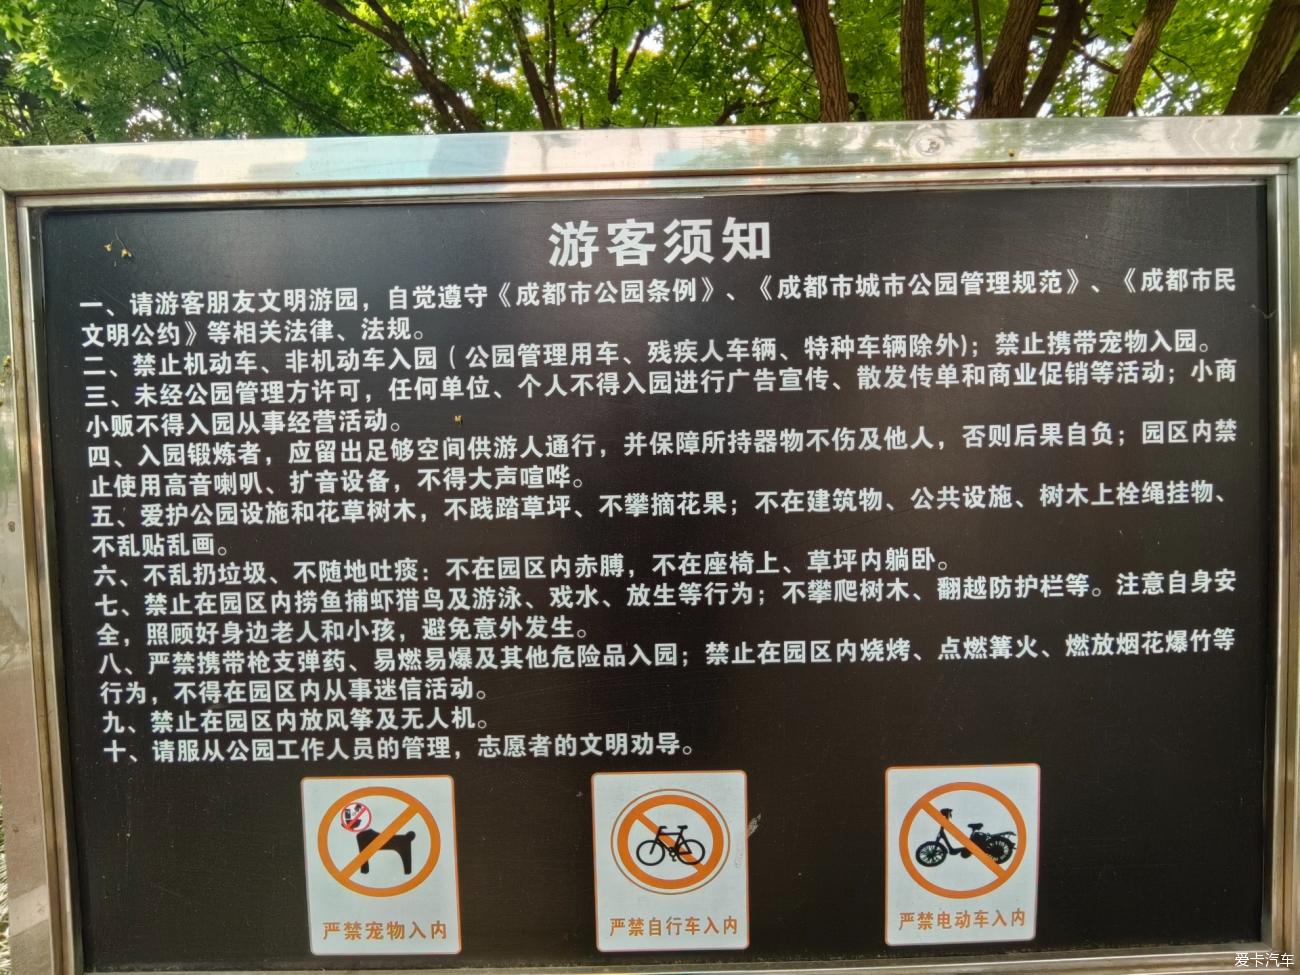 游客须知
一、请游客朋友文明游园，自觉遵守《成都市公园条例》、《成都市城市公园管理规范》、《成都市民
文明公约》等相关法律、法规。
二、禁止机动车、非机动车入园（公园管理用车、残疾人车辆、特种车辆除外)；禁止携带宠物入园。
三、未经公园管理方许可，任何单位、个人不得入园进行广告宣传、散发传单和商业促销等活动；小商
小贩不得入园从事经营活动。
四、入园锻炼者，应留出足够空间供游人通行，并保障所持器物不伤及他人，否则后果自负；园区内禁
止使用高音喇叭、扩音设备，不得大声喧哗。
五、爱护公园设施和花草树木，不践踏草坪、不攀摘花果；不在建筑物、公共设施、树木上栓绳挂物、
不乱贴乱画。
六、不乱扔垃圾、不随地吐痰：不在园区内赤膊，不在座椅上、草坪内躺卧。
七、禁止在园区内捞鱼捕虾猎鸟及游泳、戏水、放生等行为；不攀爬树木、翻越防护栏等。注意自身安
全，照顾好身边老人和小孩，避免意外发生。
八、严禁携带枪支弹药、易燃易爆及其他危险品入园；禁止在园区内烧烤、点燃篝火、燃放烟花爆竹等
行为，不得在园区内从事迷信活动。
九、禁止在园区内放风筝及无人机。
十、请服从公园工作人员的管理，志愿者的文明劝导。
严禁宠物入内
严禁自行车入内
严禁电动车入内
爱卡汽车